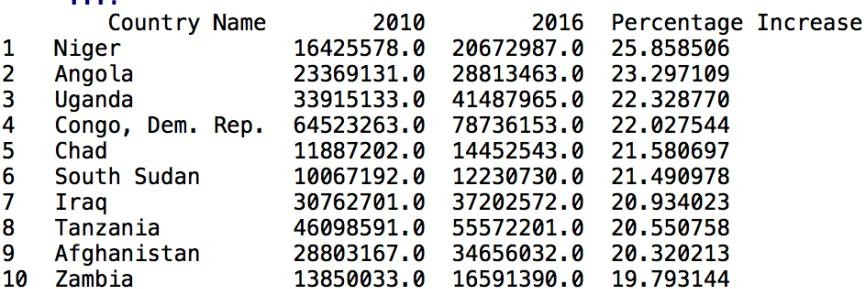 Country Name 2010 2016 Percentage Increase
1 Niger 16425578.0 20672987.0 25.858506
2 Angola 23369131.0 28813463.0 23.297109
3 Uganda 33915133.0 41487965.0 22.328770
4 Congo, Dem. Rep. 64523263.0 78736153.0 22.027544
5 Chad 11887202.0 14452543.0 21.580697
6 South Sudan 10067192.0 12230730.0 21.490978
7 Iraq 30762701.0 37202572.0 20.934023
8 Tanzania 46098591.0 55572201.0 20.550758
9 Afghanistan 28803167.0 34656032.0 20.320213
10 Zambia 13850033.0 16591390.0 19.793144